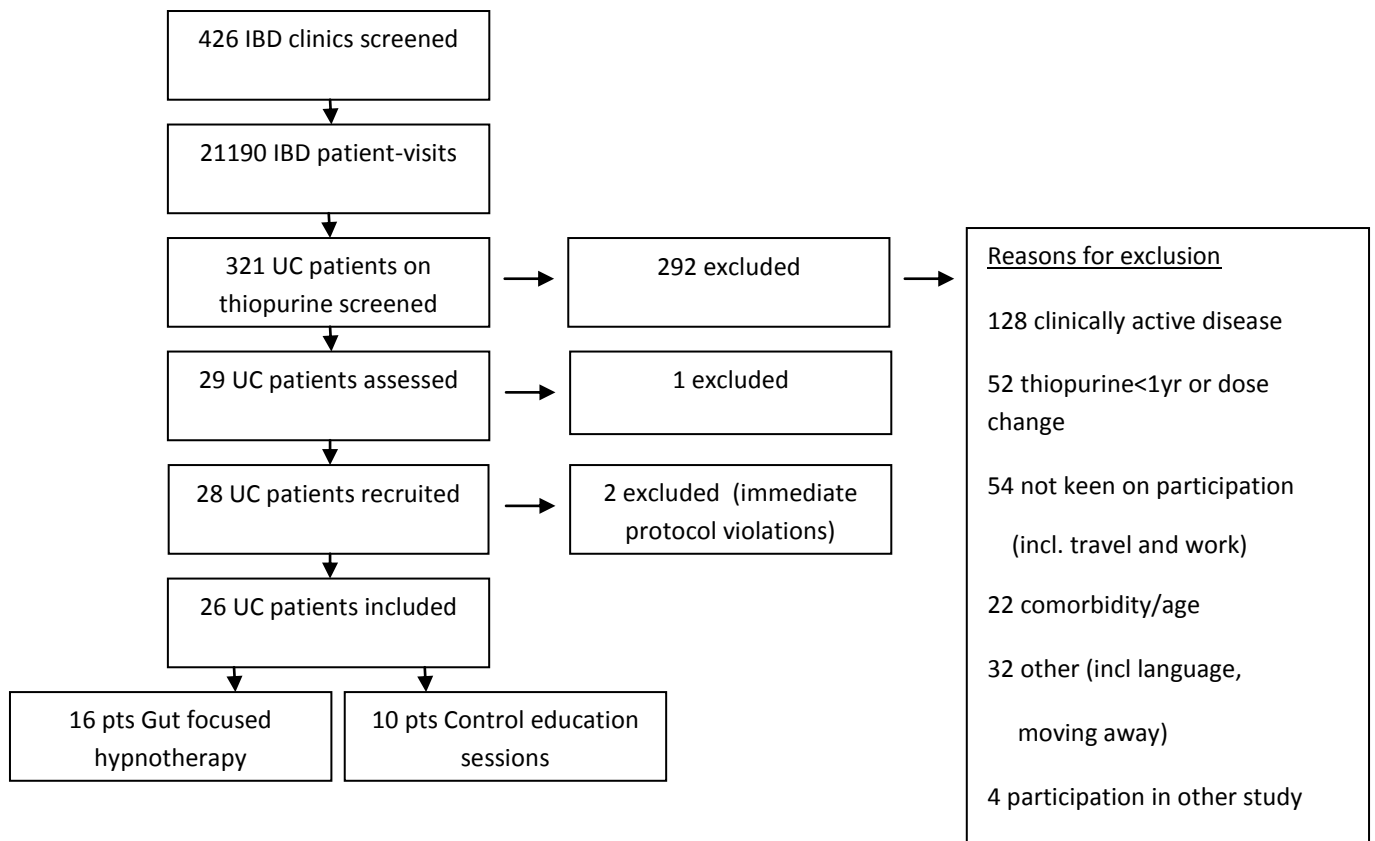 426 IBD clinics screened
21190 IBD patient-visits
321 UC patients on
thiopurine screened
292 excluded
29 UC patients assessed
1 excluded
28 UC patients recruited
2 excluded  (immediate
protocol violations)
26 UC patients included
16 pts Gut focused
hypnotherapy
10 pts Control education
sessions
Reasons for exclusion
128 clinically active disease
52 thiopurine<1yr or dose
change
54 not keen on participation
(incl. travel and work)
22 comorbidity/age
32 other (incl language,
moving away)
4 participation in other study